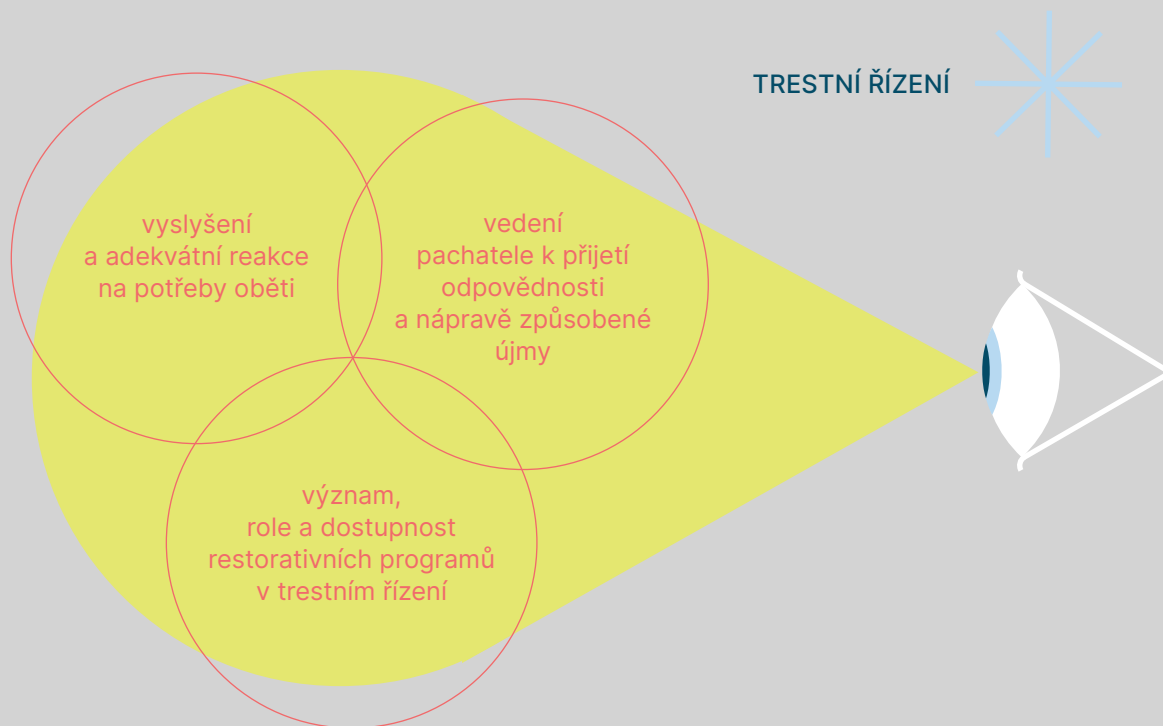 TRESTNÍ ŘÍZENÍ
vyslyšení
a adekvátní reakce
na potřeby oběti
vedení
pachatele k přijetí
odpovědnosti
a nápravě způsobené
újmy
význam,
role a dostupnost
restorativních programů
v trestním řízení